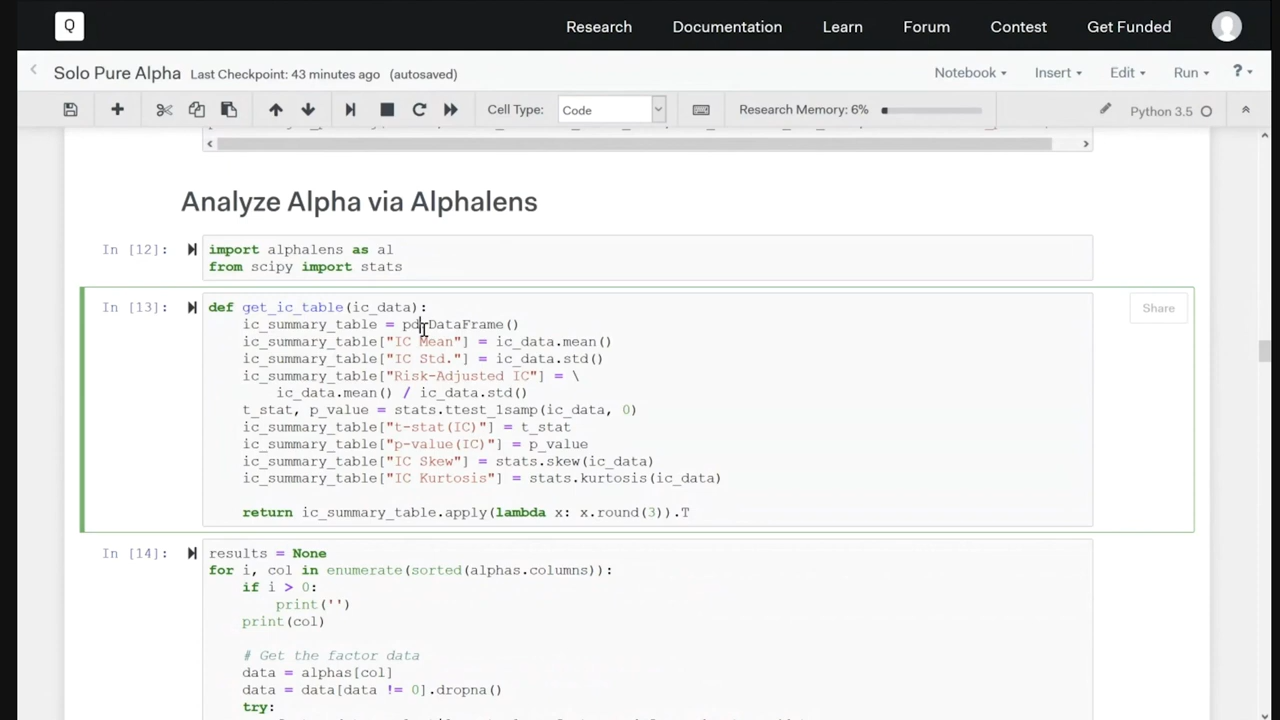 Q
Research Documentation Learn Forum Contest Get Funded
Solo Pure Alpha Last Checkpoint: 43 minutes ago (autosaved)
Notebook Insert Edit Run ?
Cell Type: Code Research Memory: 6% Python 3.5
Analyze Alpha via Alphalens
In [12]:
import alphalens as al
from scipy import stats
In [13]:
def get_ic_table(ic_data):
Share
ic_summary_table = pd.DataFrame()
ic_summary_table["IC Mean"] = ic_data.mean()
ic_summary_table["IC Std."] = ic_data.std()
ic_summary_table["Risk-Adjusted IC"] = \
ic_data.mean() / ic_data.std()
t_stat, p_value = stats.ttest_1samp(ic_data, 0)
ic_summary_table["t-stat(IC)"] = t_stat
ic_summary_table["p-value(IC)"] = p_value
ic_summary_table["IC Skew"] = stats.skew(ic_data)
ic_summary_table["IC Kurtosis"] = stats.kurtosis(ic_data)
return ic_summary_table.apply(lambda x: x.round(3)).T
In [14]:
results = None
for i, col in enumerate(sorted(alphas.columns)):
if i > 0:
print('')
print(col)
# Get the factor data
data = alphas[col]
data = data[data != 0].dropna()
try: